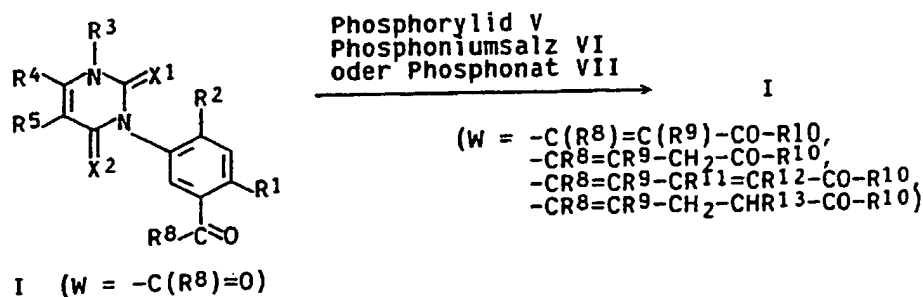 R³
R⁴
N
X¹
R²
R⁵
N
X²
R¹
R⁸
C=O
I (W = -C(R⁸)=O)
Phosphorylid V
Phosphoniumsalz VI
oder Phosphonat VII
I
(W = -C(R⁸)=C(R⁹)-CO-R¹⁰,
-CR⁸=CR⁹-CH₂-CO-R¹⁰,
-CR⁸=CR⁹-CR¹¹=CR¹²-CO-R¹⁰,
-CR⁸=CR⁹-CH₂-CHR¹³-CO-R¹⁰)